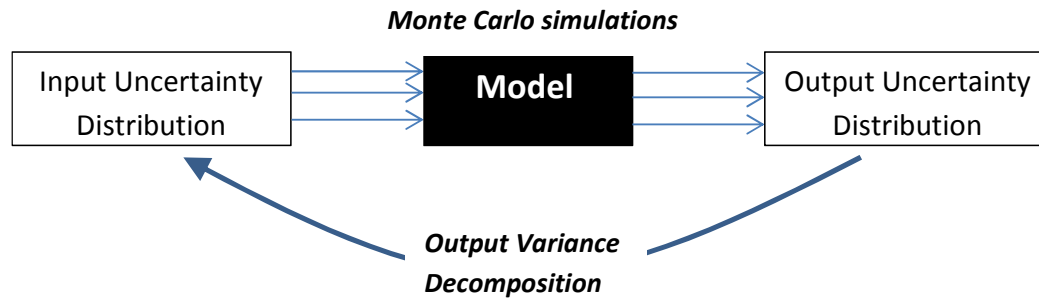 Monte Carlo simulations
Input Uncertainty
Distribution
Model
Output Uncertainty
Distribution
Output Variance
Decomposition